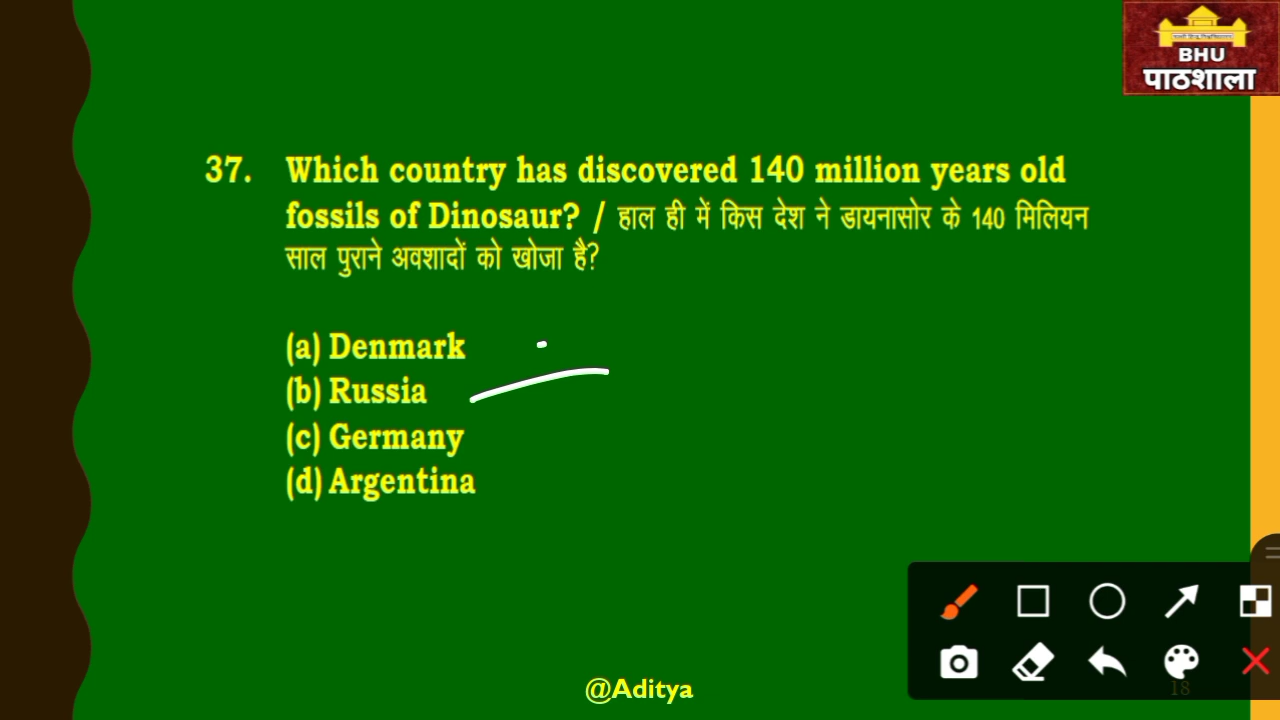 BHU
पाठशाला
37. Which country has discovered 140 million years old
fossils of Dinosaur? / हाल ही में किस देश ने डायनासोर के 140 मिलियन
साल पुराने अवशादों को खोजा है?
(a) Denmark
(b) Russia
(c) Germany
(d) Argentina
@Aditya
18